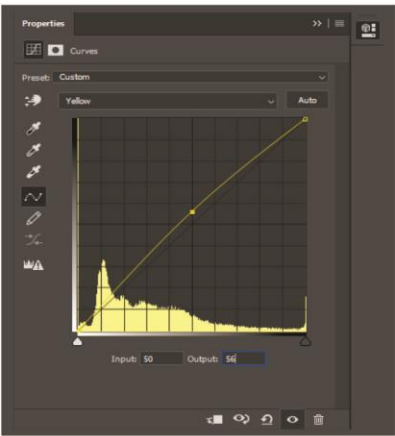 Properties
Curves
Preset: Custom
Yellow
Auto
Input: 50 Output: 56